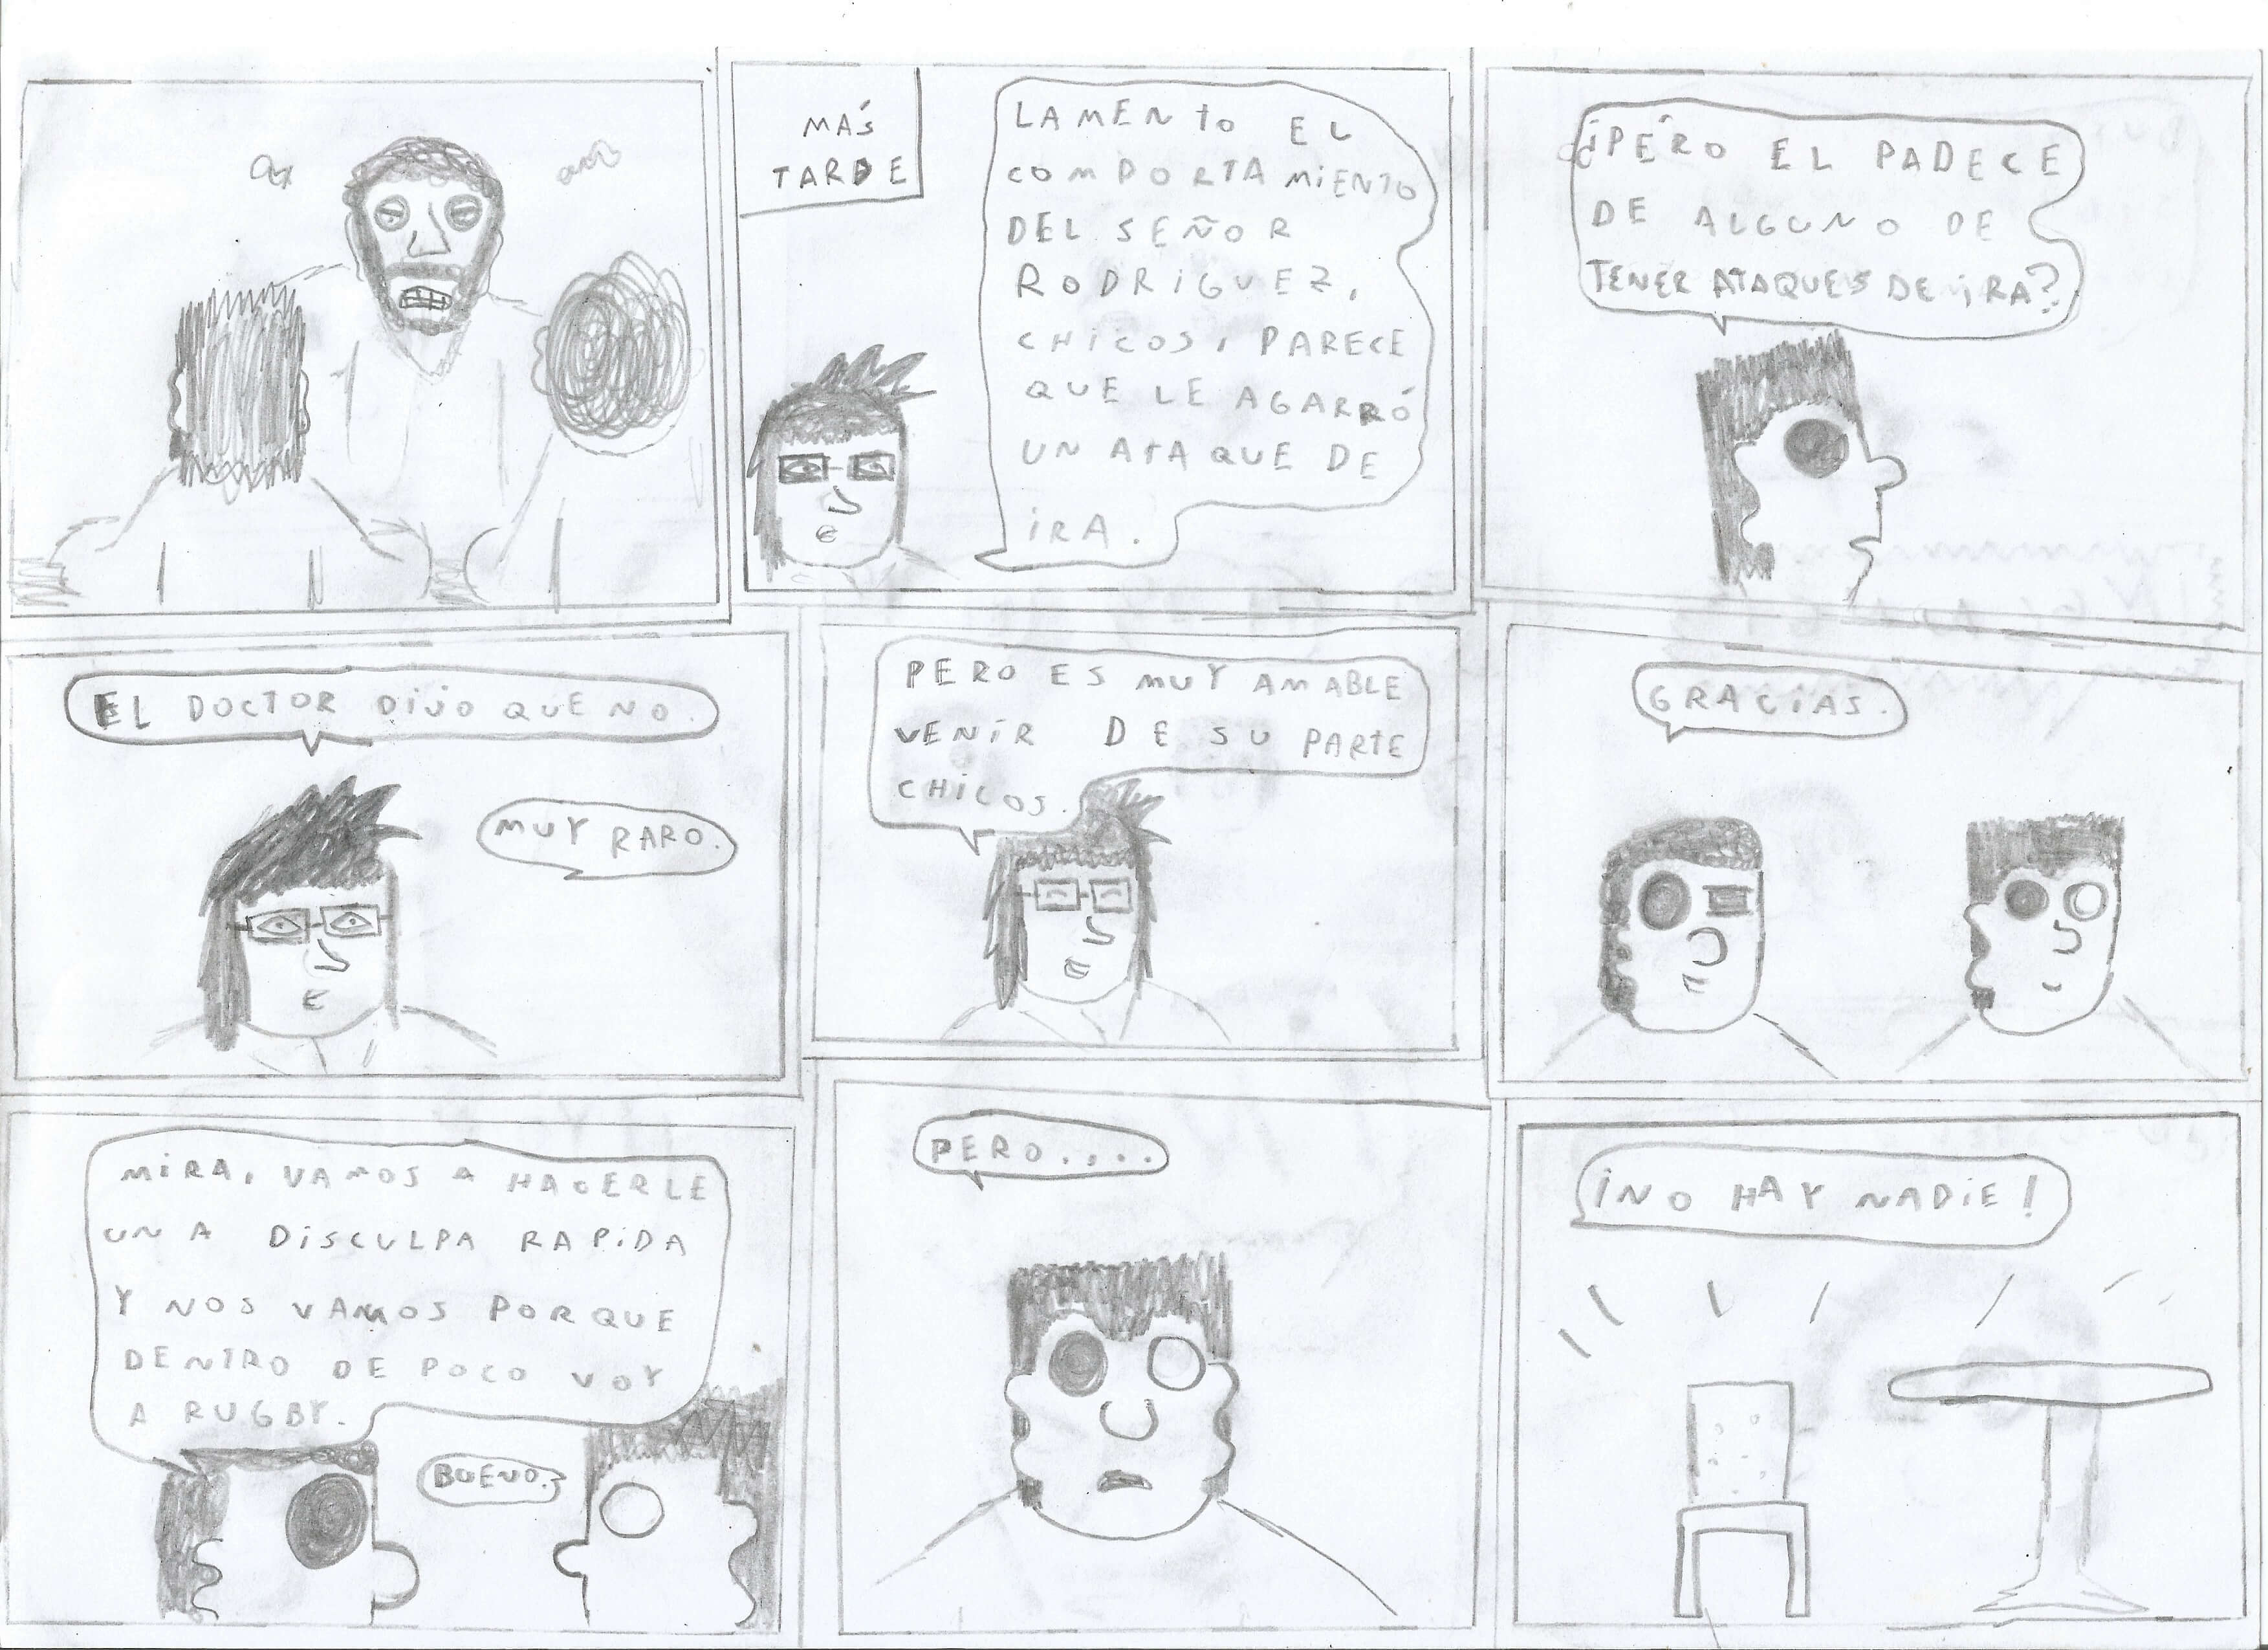 MÁS
TARDE
LAMENTO EL
COMPORTAMIENTO
DEL SEÑOR
RODRIGUEZ,
CHICOS, PARECE
QUE LE AGARRÓ
UN ATAQUE DE
IRA.
¿PERO EL PADECE
DE ALGUNO DE
TENER ATAQUES DE IRA?
EL DOCTOR DIJO QUE NO.
MUY RARO.
PERO ES MUY AMABLE
VENIR DE SU PARTE
CHICOS.
GRACIAS.
MIRA, VAMOS A HACERLE
UNA DISCULPA RAPIDA
Y NOS VAMOS PORQUE
DENTRO DE POCO VOY
A RUGBY.
BUENO.
PERO....
¡NO HAY NADIE!